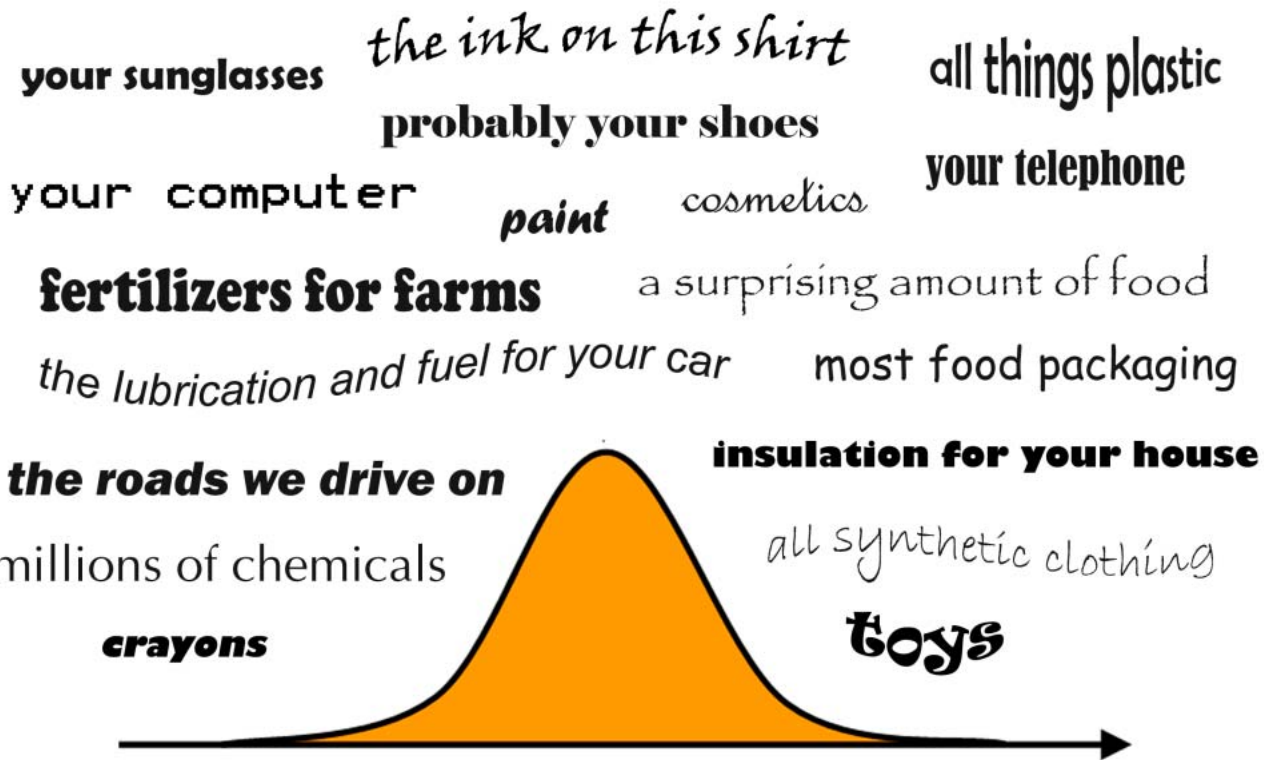 the ink on this shirt
your sunglasses
all things plastic
probably your shoes
your telephone
your computer
paint
cosmetics
fertilizers for farms
a surprising amount of food
the lubrication and fuel for your car
most food packaging
the roads we drive on
insulation for your house
millions of chemicals
all synthetic clothing
crayons
toys